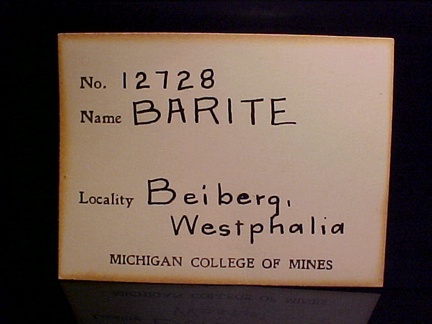 No. 12728
Name BARITE
Locality Beiberg,
Westphalia
MICHIGAN COLLEGE OF MINES